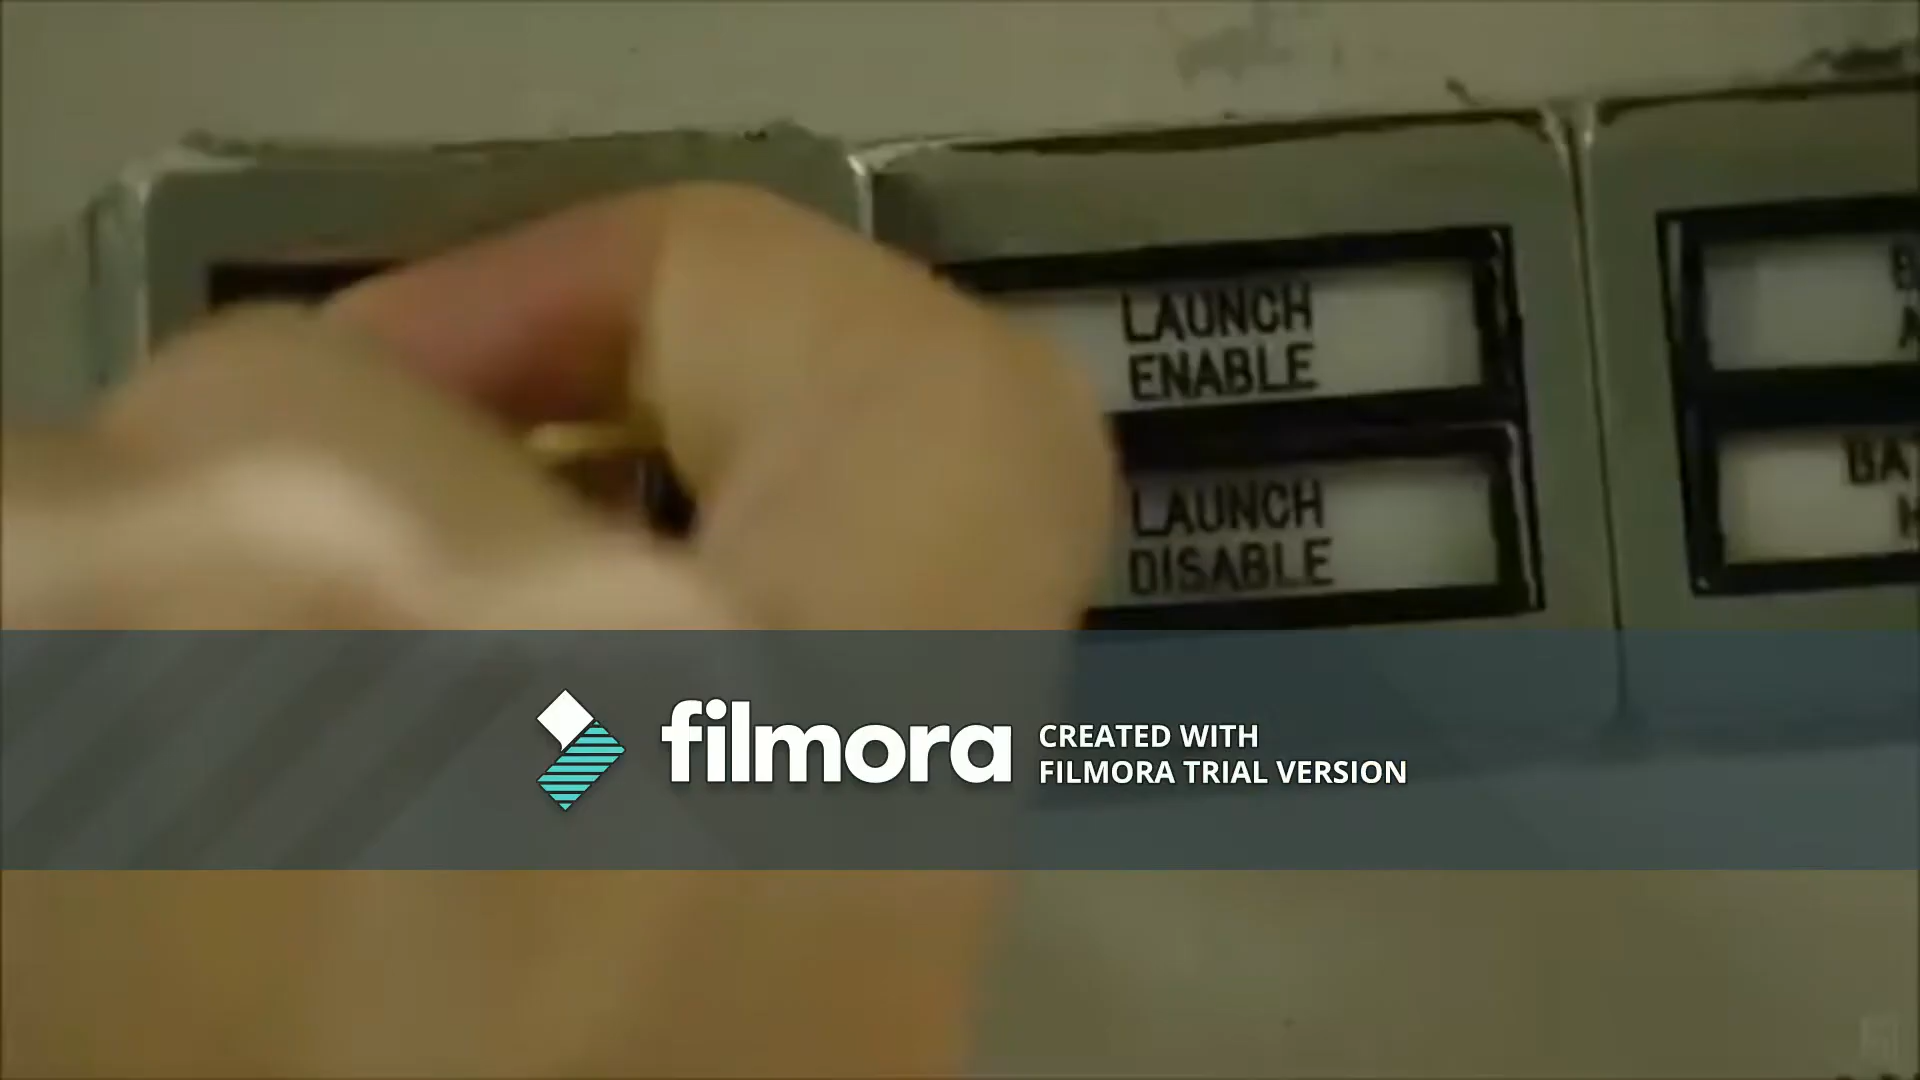 LAUNCH
ENABLE
LAUNCH
DISABLE
filmora
CREATED WITH
FILMORA TRIAL VERSION